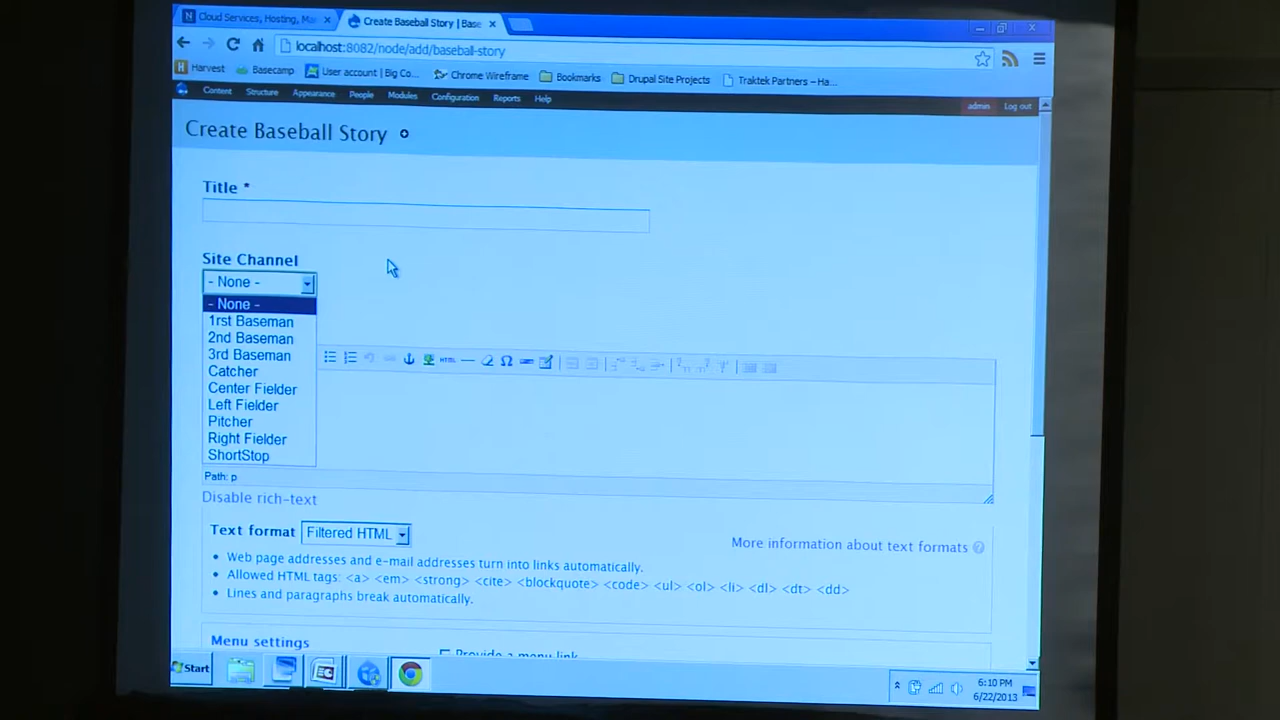 Cloud Services, Hosting, Ma
Create Baseball Story | Base
localhost:8082/node/add/baseball-story
Harvest Basecamp User account | Big Co... Chrome Wireframe Bookmarks Drupal Site Projects Traktek Partners – Ha...
Content Structure Appearance People Modules Configuration Reports Help admin Log out
Create Baseball Story
Title *
Site Channel
- None -
- None -
1rst Baseman
2nd Baseman
3rd Baseman
Catcher
Center Fielder
Left Fielder
Pitcher
Right Fielder
ShortStop
HTML
Path: p
Disable rich-text
Text format Filtered HTML
More information about text formats
Web page addresses and e-mail addresses turn into links automatically.
Allowed HTML tags: <a> <em> <strong> <cite> <blockquote> <code> <ul> <ol> <li> <dl> <dt> <dd>
Lines and paragraphs break automatically.
Menu settings
Provide a menu link
Start
6:10 PM
6/22/2013